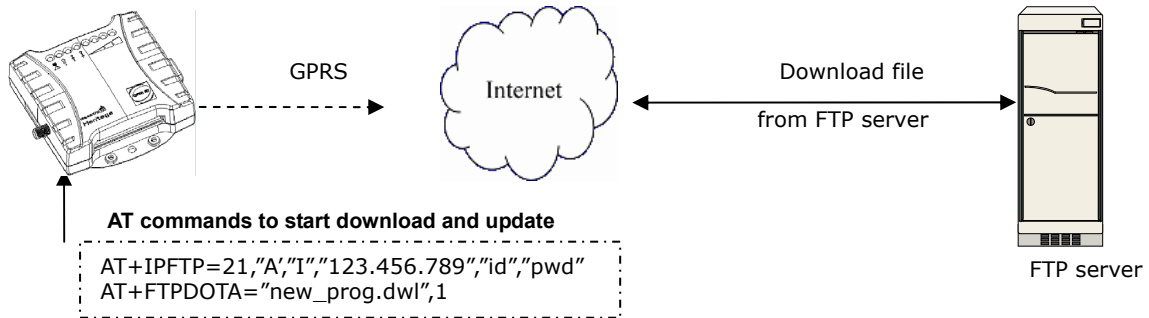 GPRS
Internet
Download file
from FTP server
AT commands to start download and update
AT+IPFTP=21,”A’,”I”,”123.456.789”,”id”,”pwd”
AT+FTPDOTA=”new_prog.dwl”,1
FTP server